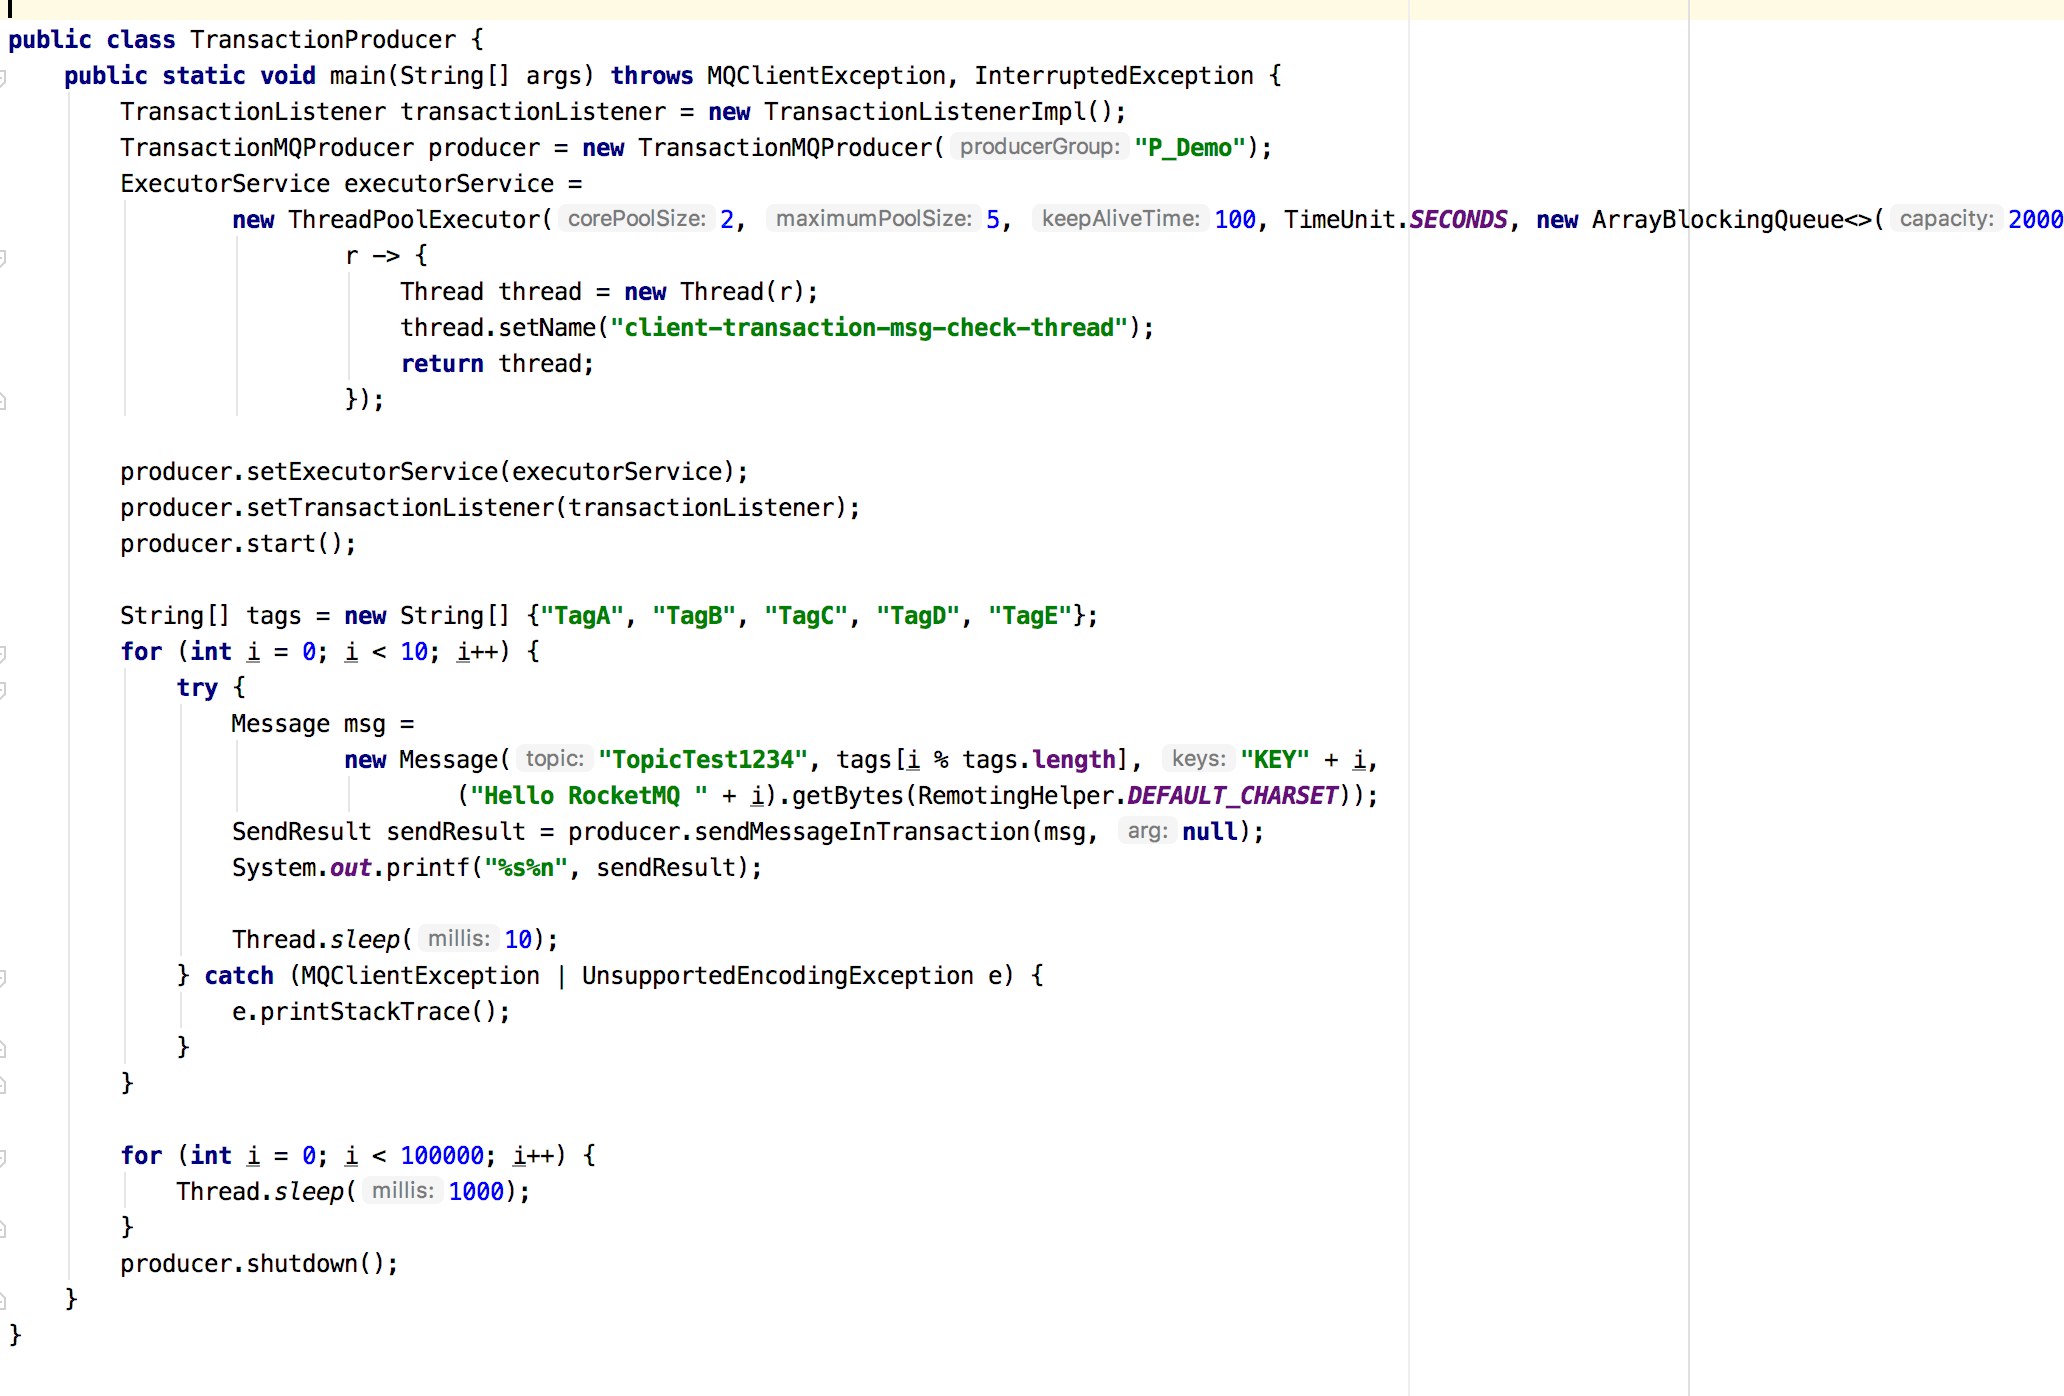 public class TransactionProducer {
    public static void main(String[] args) throws MQClientException, InterruptedException {
        TransactionListener transactionListener = new TransactionListenerImpl();
        TransactionMQProducer producer = new TransactionMQProducer( producerGroup: "P_Demo");
        ExecutorService executorService =
                new ThreadPoolExecutor( corePoolSize: 2,  maximumPoolSize: 5,  keepAliveTime: 100, TimeUnit.SECONDS, new ArrayBlockingQueue<>( capacity: 2000
                        r -> {
                            Thread thread = new Thread(r);
                            thread.setName("client-transaction-msg-check-thread");
                            return thread;
                        });
        producer.setExecutorService(executorService);
        producer.setTransactionListener(transactionListener);
        producer.start();
        String[] tags = new String[] {"TagA", "TagB", "TagC", "TagD", "TagE"};
        for (int i = 0; i < 10; i++) {
            try {
                Message msg =
                        new Message( topic: "TopicTest1234", tags[i % tags.length],  keys: "KEY" + i,
                                ("Hello RocketMQ " + i).getBytes(RemotingHelper.DEFAULT_CHARSET));
                SendResult sendResult = producer.sendMessageInTransaction(msg,  arg: null);
                System.out.printf("%s%n", sendResult);
                Thread.sleep( millis: 10);
            } catch (MQClientException | UnsupportedEncodingException e) {
                e.printStackTrace();
            }
        }
        for (int i = 0; i < 100000; i++) {
            Thread.sleep( millis: 1000);
        }
        producer.shutdown();
    }
}